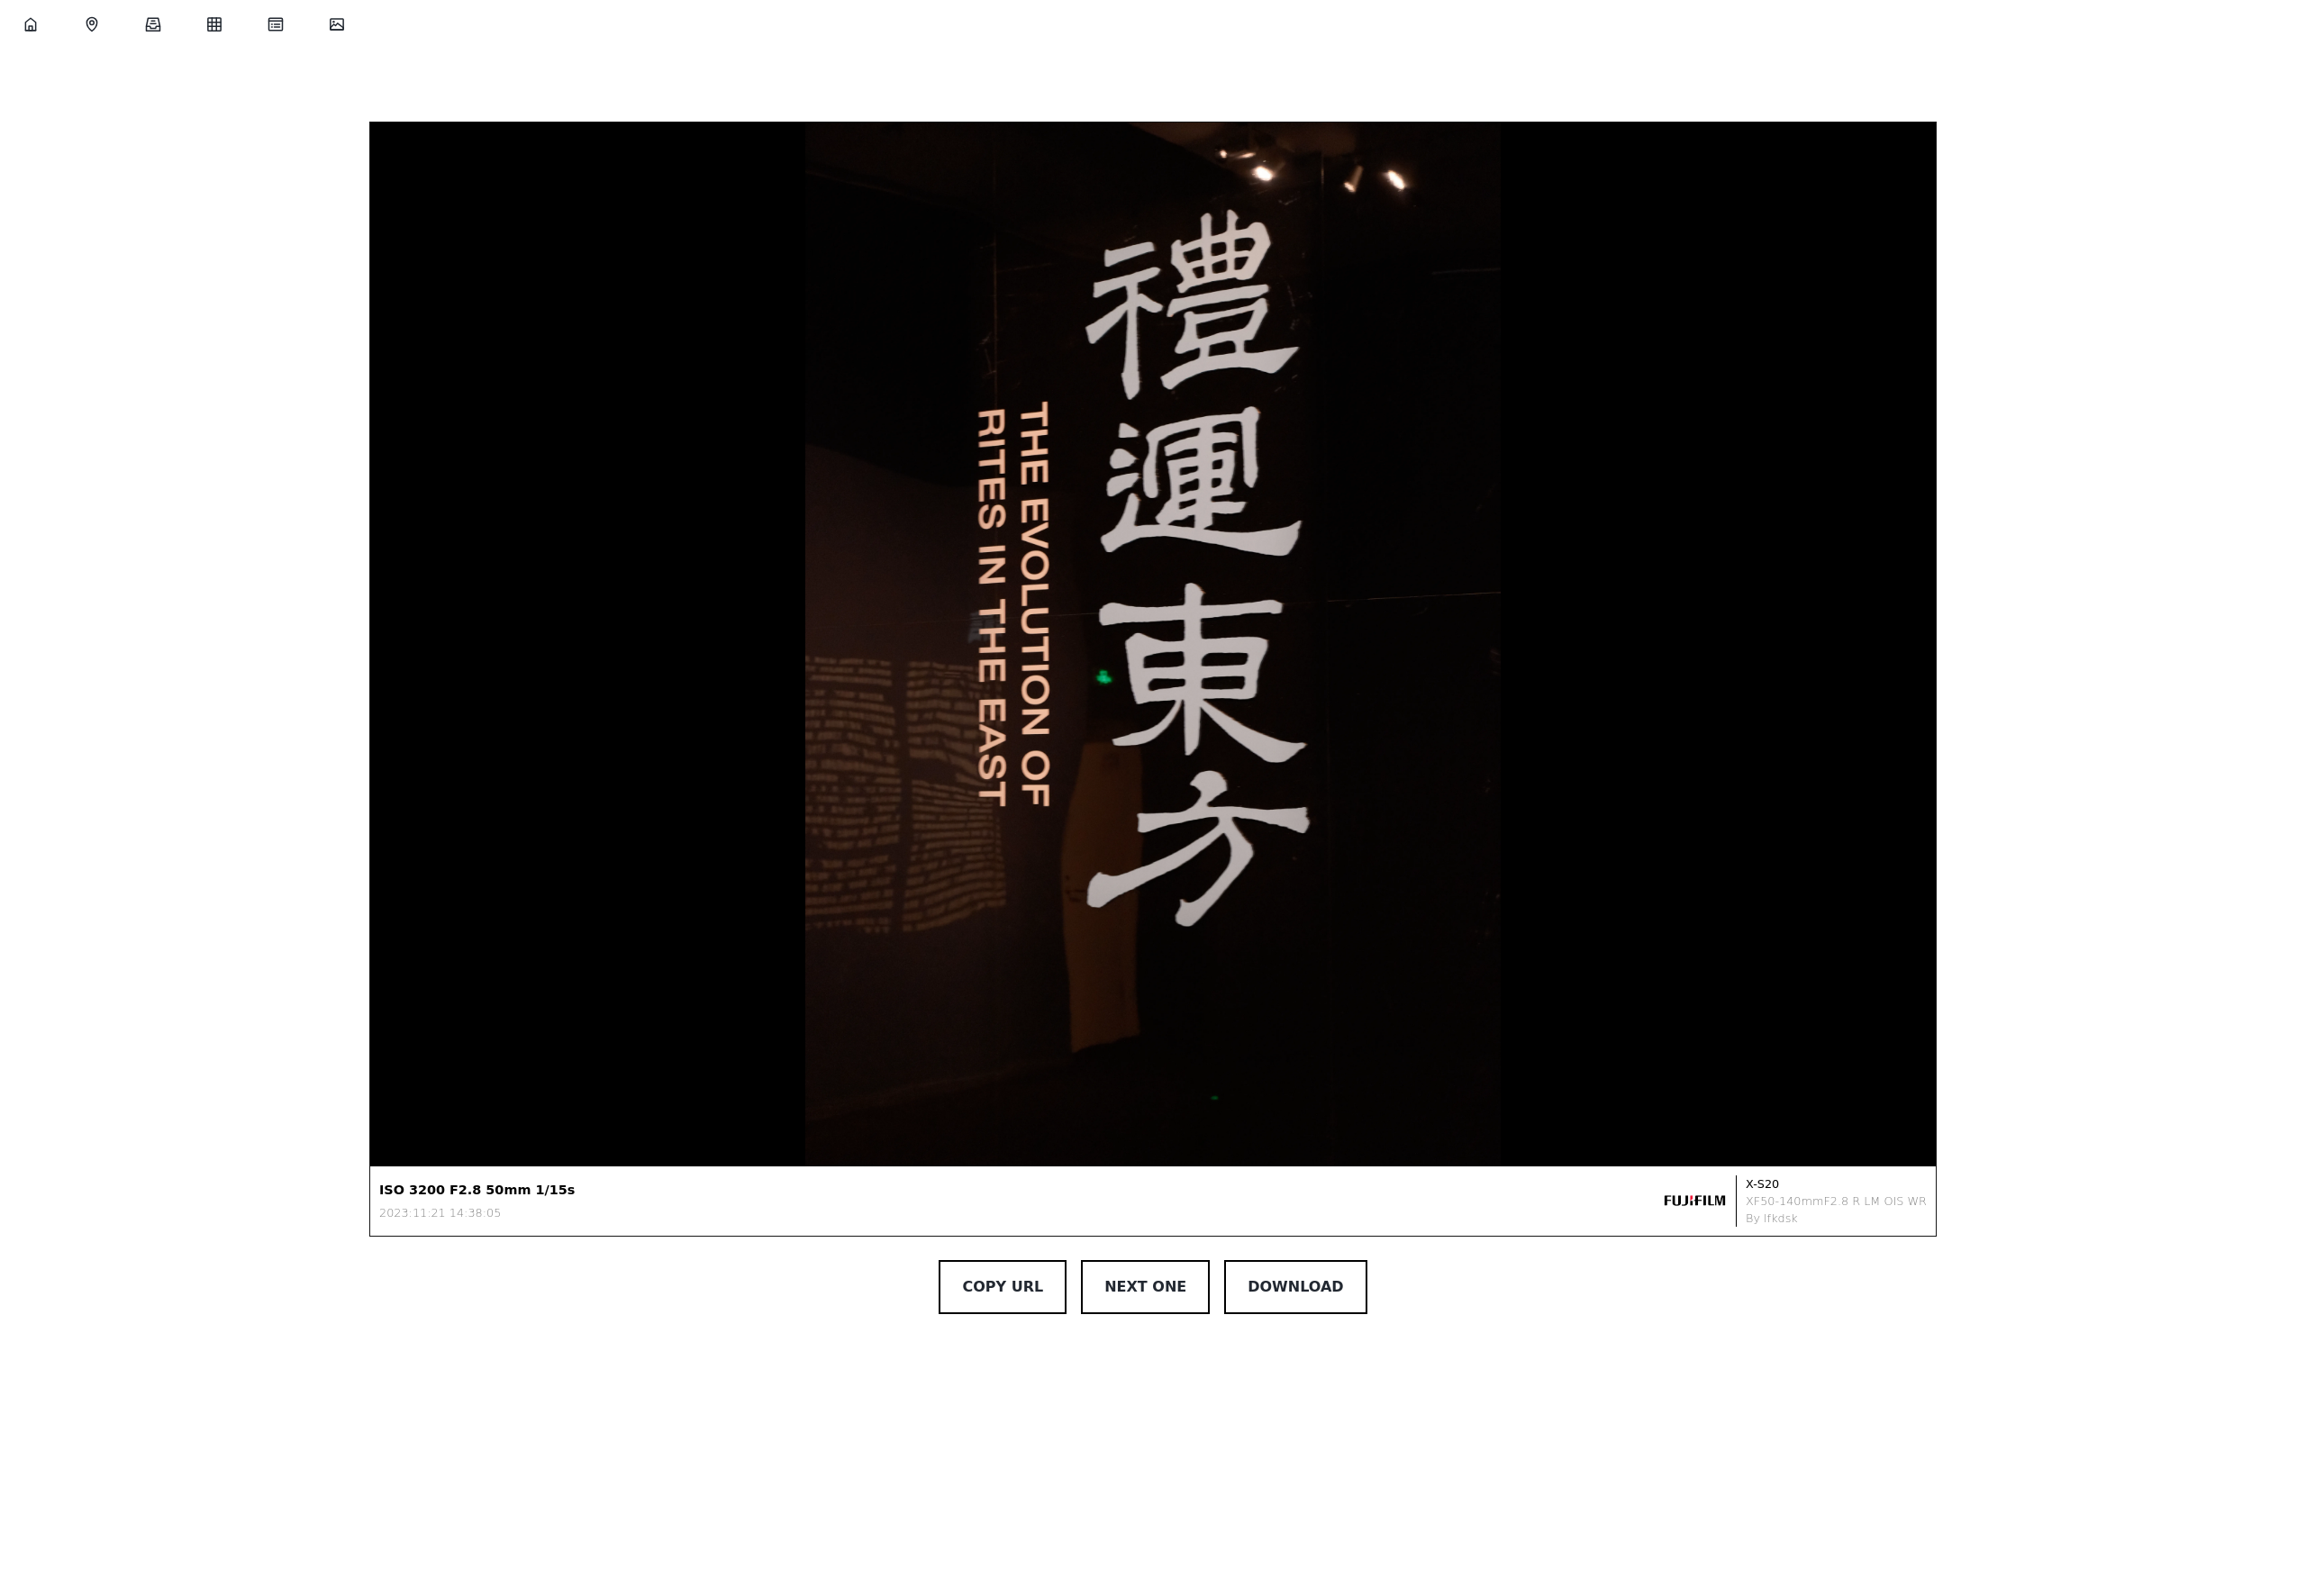 禮運東方
THE EVOLUTION OF
RITES IN THE EAST
ISO 3200 F2.8 50mm 1/15s
2023:11:21 14:38:05
FUJIFILM
X-S20
XF50-140mmF2.8 R LM OIS WR
By lfkdsk
COPY URL
NEXT ONE
DOWNLOAD